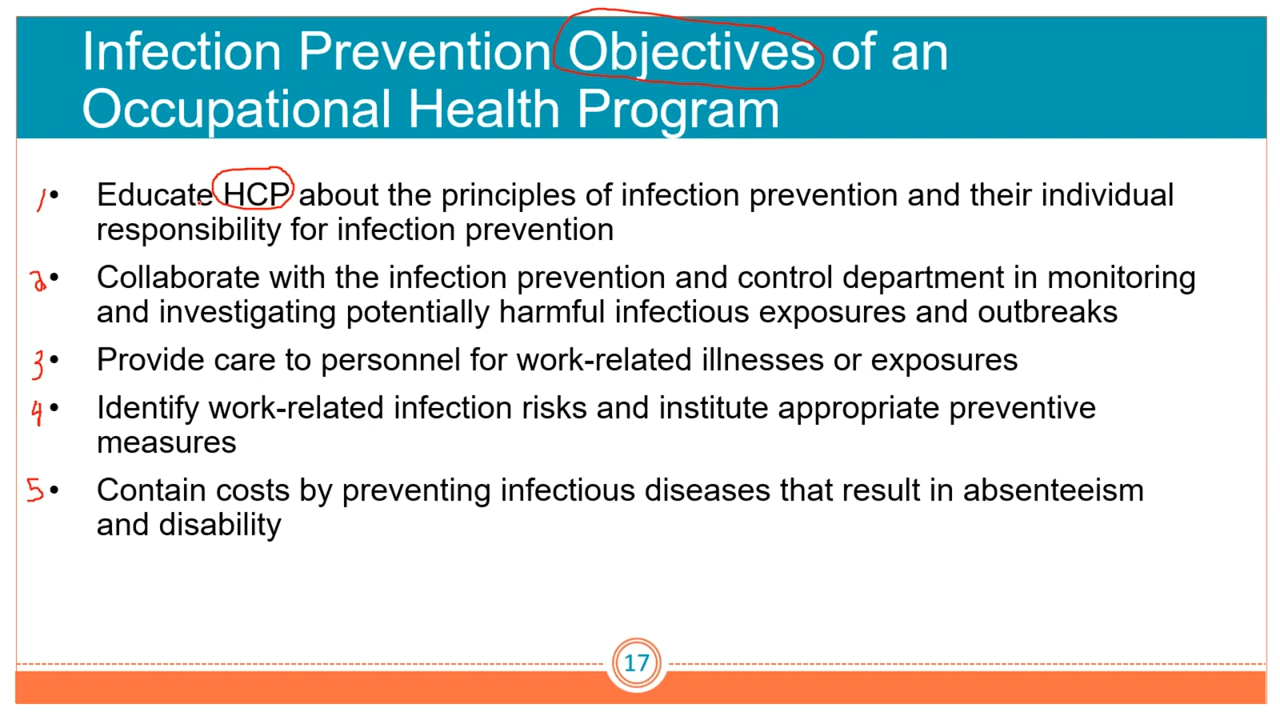 Infection Prevention Objectives of an
Occupational Health Program
1 • Educate HCP about the principles of infection prevention and their individual
responsibility for infection prevention
2 • Collaborate with the infection prevention and control department in monitoring
and investigating potentially harmful infectious exposures and outbreaks
3 • Provide care to personnel for work-related illnesses or exposures
4 • Identify work-related infection risks and institute appropriate preventive
measures
5 • Contain costs by preventing infectious diseases that result in absenteeism
and disability
17